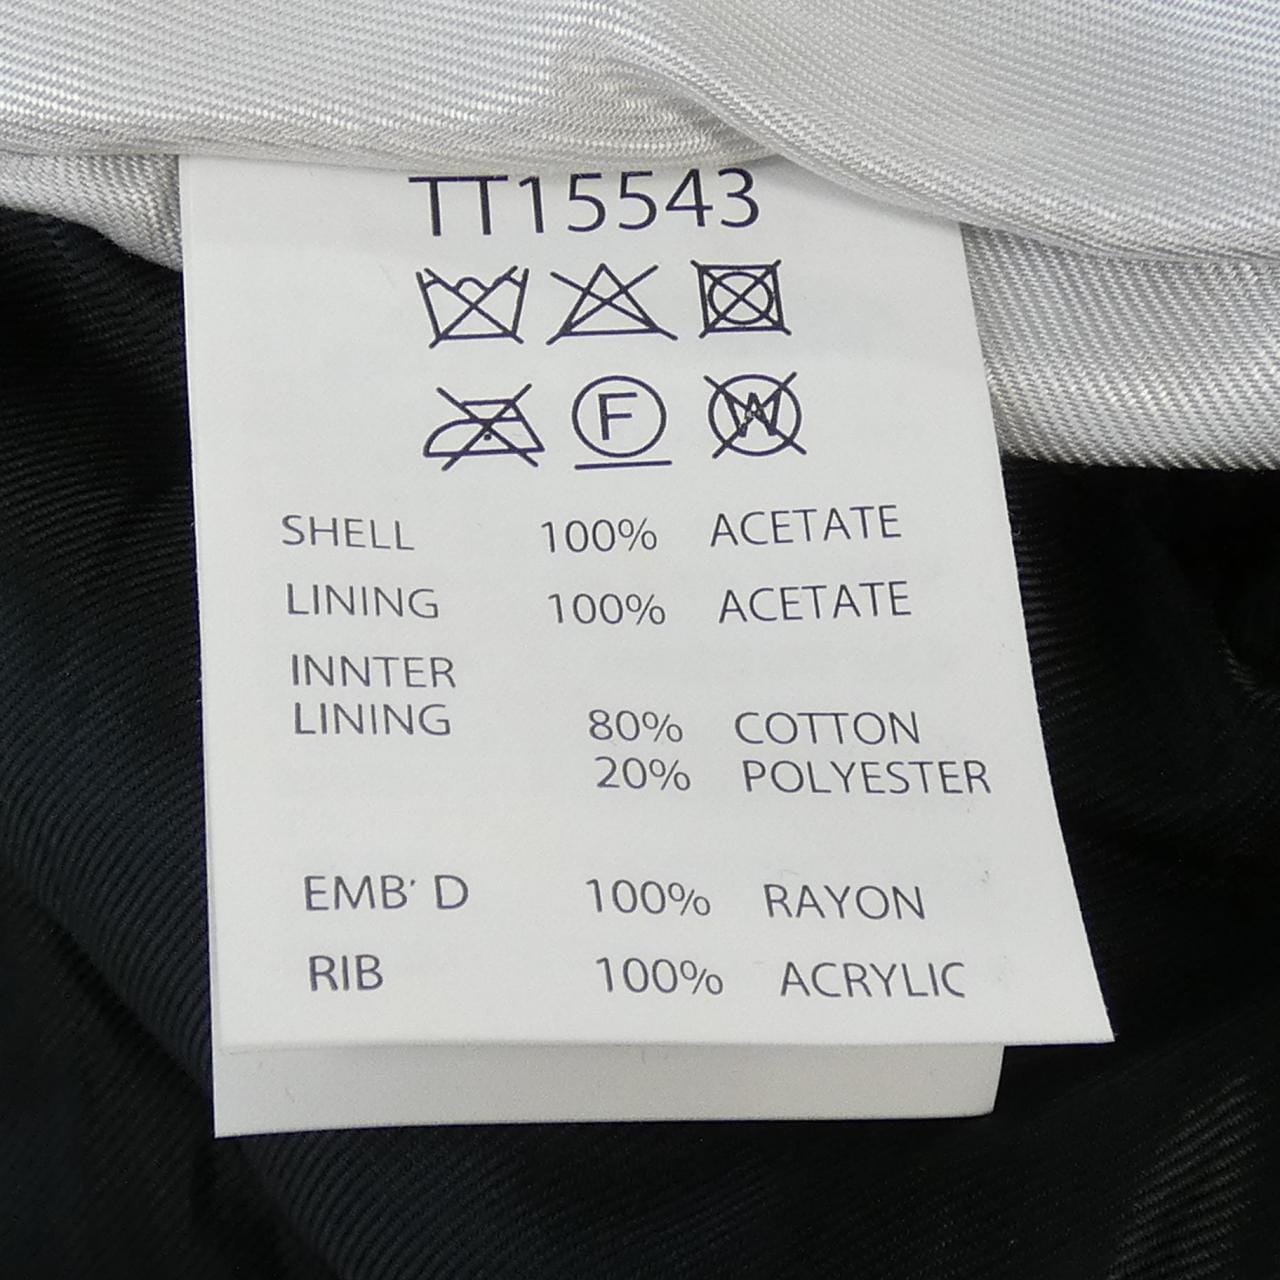 TT15543
F W
SHELL 100% ACETATE
LINING 100% ACETATE
INNTER
LINING 80% COTTON
20% POLYESTER
EMB' D 100% RAYON
RIB 100% ACRYLIC